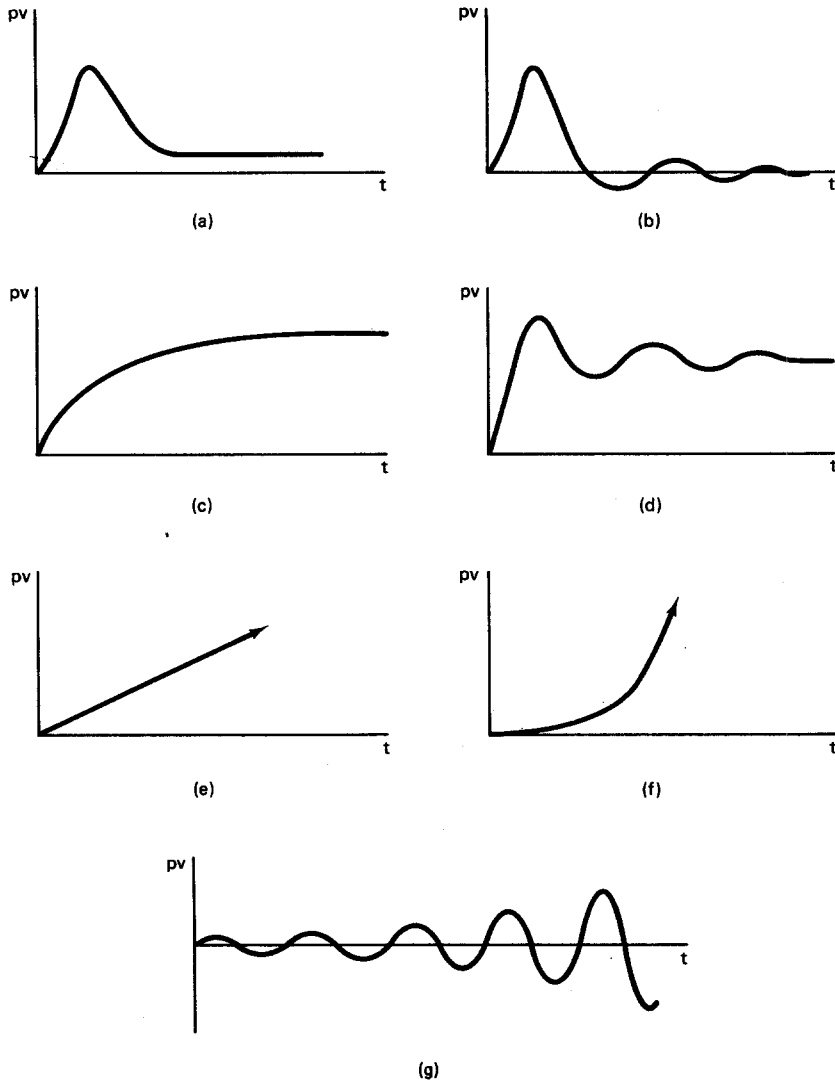 pv pv
t t
(a) (b)
pv pv
t t
(c) (d)
pv pv
t t
(e) (f)
pv
t
(g)